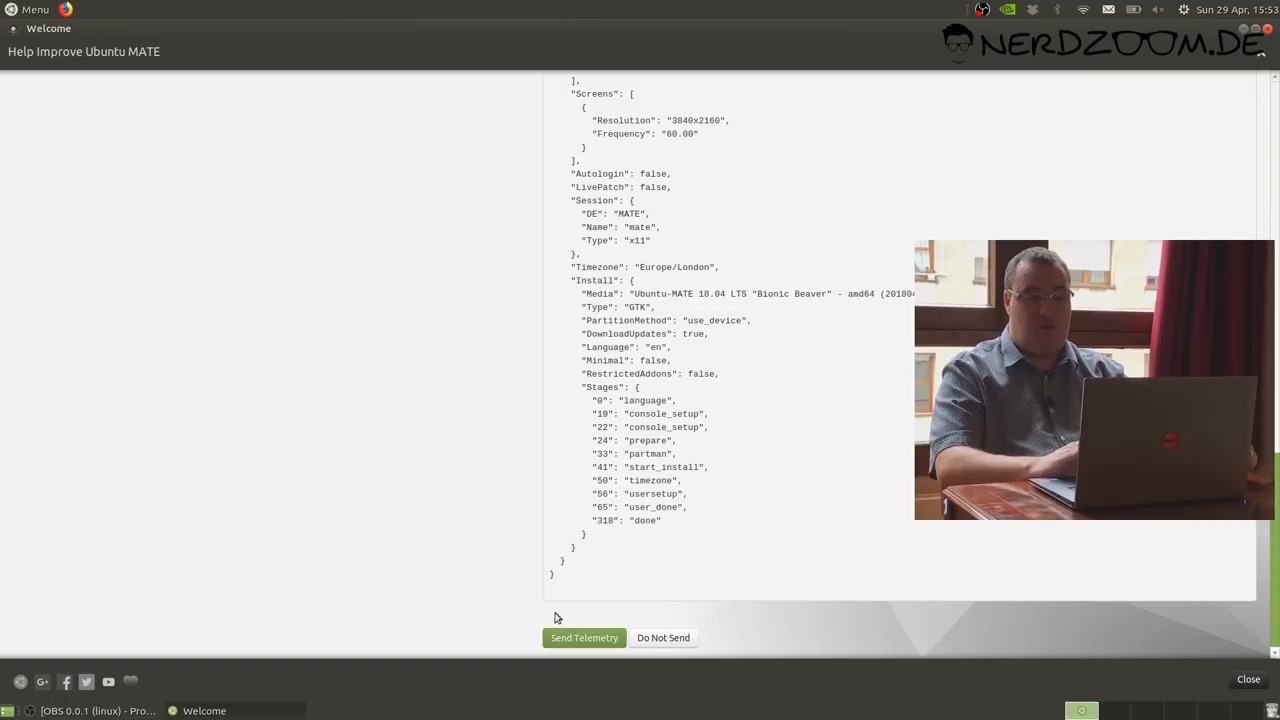 Menu
Sun 29 Apr, 15:53
Welcome
NERDZOOM.DE
Help Improve Ubuntu MATE
],
"Screens": [
{
"Resolution": "3840x2160",
"Frequency": "60.00"
}
],
"Autologin": false,
"LivePatch": false,
"Session": {
"DE": "MATE",
"Name": "mate",
"Type": "x11"
},
"Timezone": "Europe/London",
"Install": {
"Media": "Ubuntu-MATE 18.04 LTS "Bionic Beaver" - amd64 (201804
"Type": "GTK",
"PartitionMethod": "use_device",
"DownloadUpdates": true,
"Language": "en",
"Minimal": false,
"RestrictedAddons": false,
"Stages": {
"0": "language",
"19": "console_setup",
"22": "console_setup",
"24": "prepare",
"33": "partman",
"41": "start_install",
"50": "timezone",
"56": "usersetup",
"65": "user_done",
"318": "done"
}
}
}
}
Send Telemetry
Do Not Send
Close
[OBS 0.0.1 (linux) - Pro...
Welcome